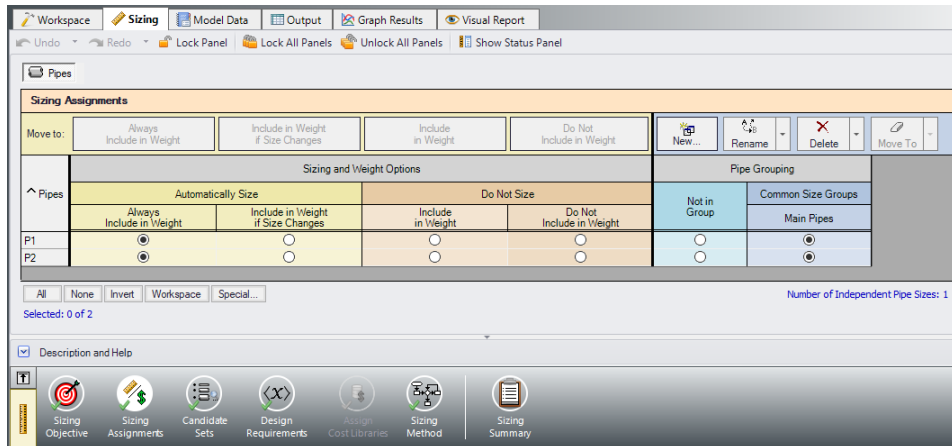 Workspace Sizing Model Data Output Graph Results Visual Report
Undo Redo Lock Panel Lock All Panels Unlock All Panels Show Status Panel
Pipes
Sizing Assignments
Move to: Always Include in Weight Include in Weight if Size Changes Include in Weight Do Not Include in Weight New... Rename Delete Move To
Sizing and Weight Options Pipe Grouping
Pipes Automatically Size Do Not Size Not in Group Common Size Groups
Always Include in Weight Include in Weight if Size Changes Include in Weight Do Not Include in Weight Main Pipes
P1
P2
All None Invert Workspace Special... Number of Independent Pipe Sizes: 1
Selected: 0 of 2
Description and Help
Sizing Objective Sizing Assignments Candidate Sets Design Requirements Assign Cost Libraries Sizing Method Sizing Summary